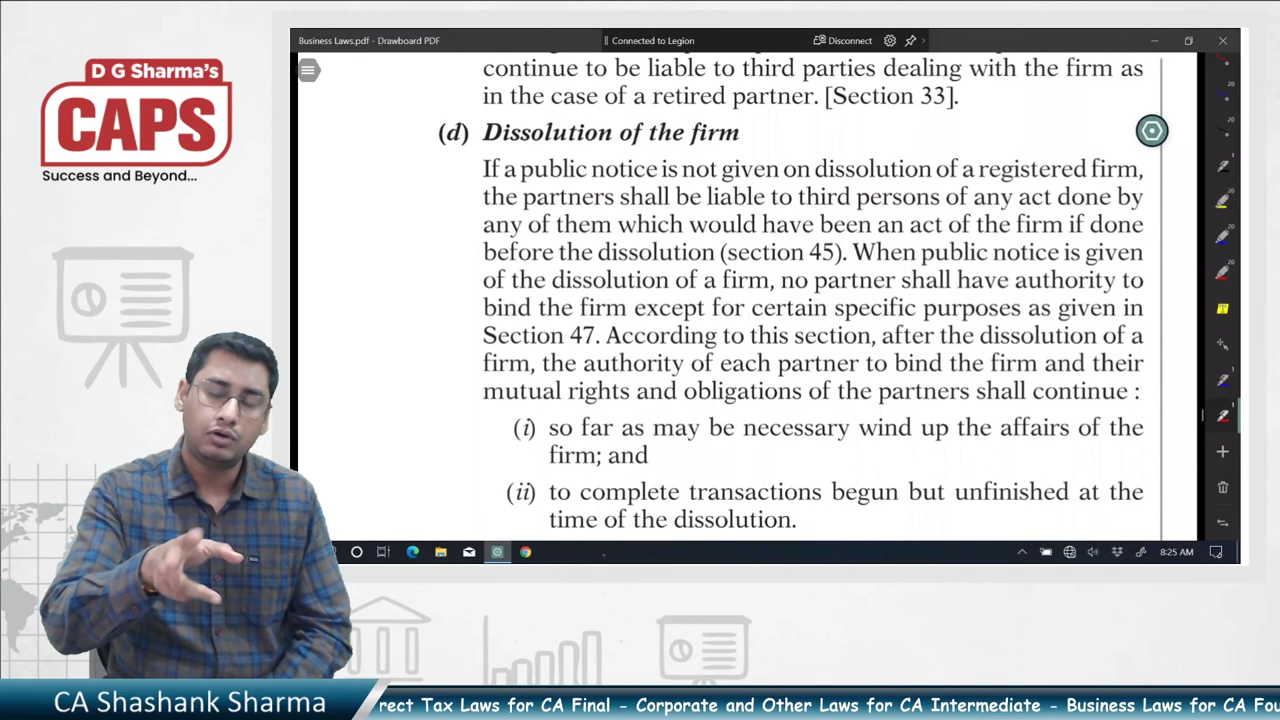 D G Sharma's
CAPS
Success and Beyond...
Business Laws.pdf - Drawboard PDF
Connected to Legion
Disconnect
continue to be liable to third parties dealing with the firm as
in the case of a retired partner. [Section 33].
(d) Dissolution of the firm
If a public notice is not given on dissolution of a registered firm,
the partners shall be liable to third persons of any act done by
any of them which would have been an act of the firm if done
before the dissolution (section 45). When public notice is given
of the dissolution of a firm, no partner shall have authority to
bind the firm except for certain specific purposes as given in
Section 47. According to this section, after the dissolution of a
firm, the authority of each partner to bind the firm and their
mutual rights and obligations of the partners shall continue :
(i) so far as may be necessary wind up the affairs of the
firm; and
(ii) to complete transactions begun but unfinished at the
time of the dissolution.
20
20
20
1
20
20
20
1
8:25 AM
CA Shashank Sharma
rect Tax Laws for CA Final - Corporate and Other Laws for CA Intermediate - Business Laws for CA Fou